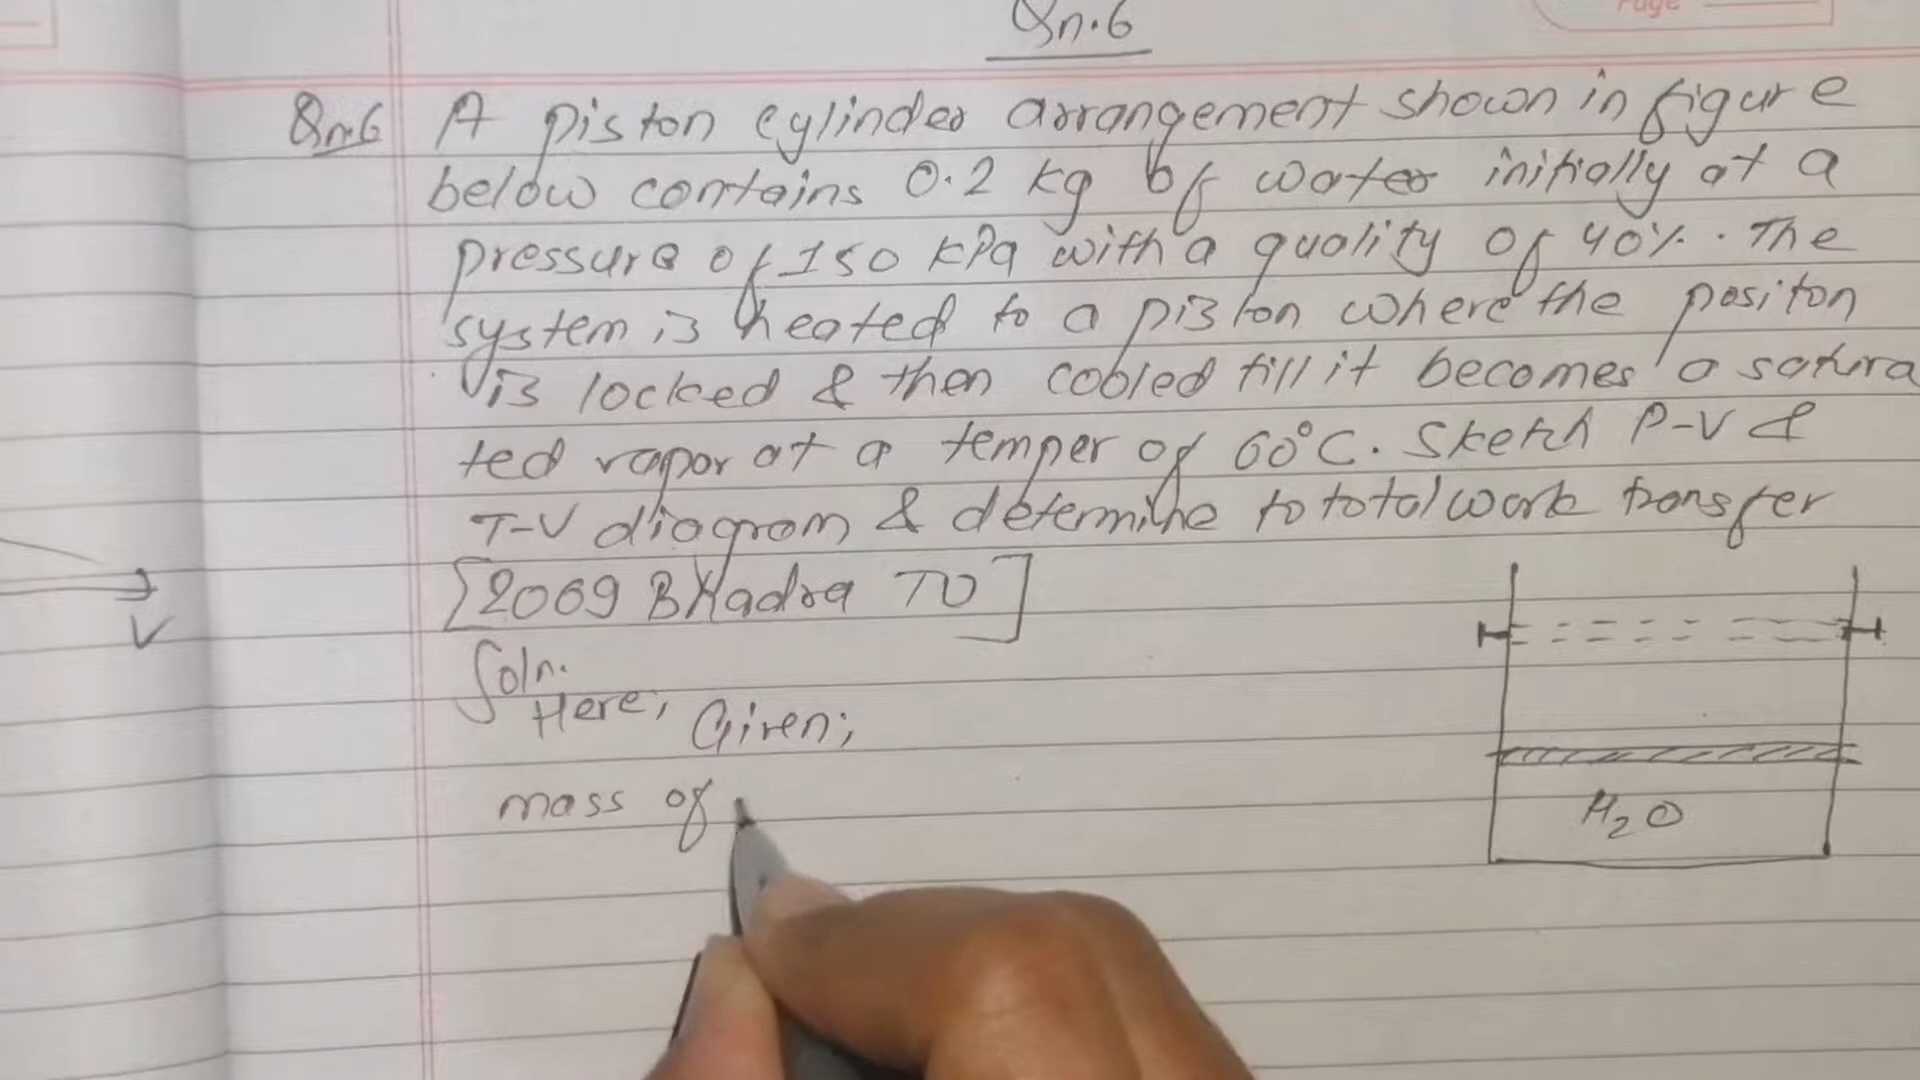 Page
Qn.6
Qn.6 A piston cylinder arrangement shown in figure
below contains 0.2 kg of water initially at a
pressure of 150 kPa with a quality of 40%. The
system is heated to a piston where the positon
is locked & then cooled till it becomes a satura
ted vapor at a temper of 60°C. Sketch P-V &
T-V diagram & determine to total work transfer
[2069 BHadra TU]
Soln.
Here, Given;
mass of
H2O
V